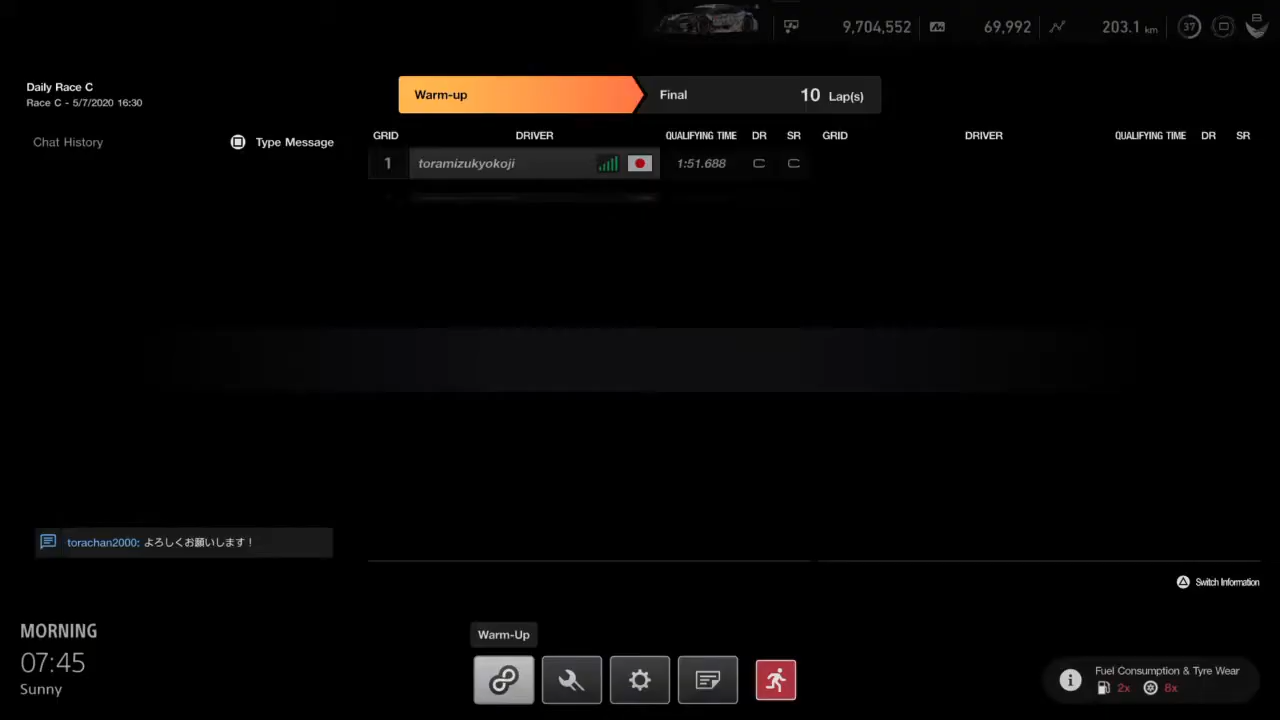 9,704,552 69,992 203.1 km 37 B
Daily Race C
Race C - 5/7/2020 16:30
Warm-up Final 10 Lap(s)
Chat History Type Message
GRID DRIVER QUALIFYING TIME DR SR GRID DRIVER QUALIFYING TIME DR SR
1 toramizukyokoji 1:51.688 C C
torachan2000: よろしくお願いします！
Switch Information
MORNING
07:45
Sunny
Warm-Up
Fuel Consumption & Tyre Wear
2x 8x